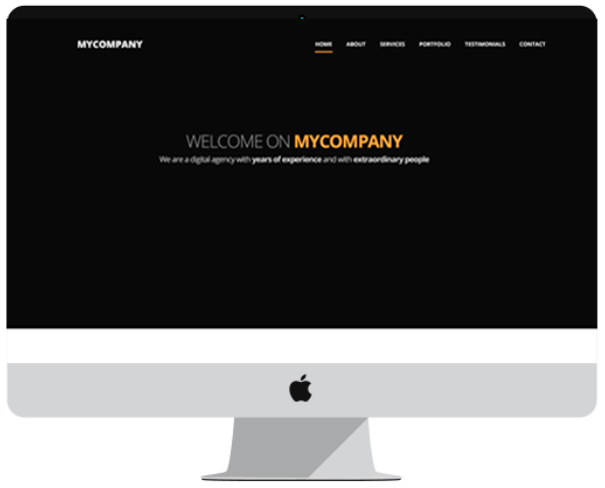 MYCOMPANY
HOME ABOUT SERVICES PORTFOLIO TESTIMONIALS CONTACT
WELCOME ON MYCOMPANY
We are a digital agency with years of experience and with extraordinary people